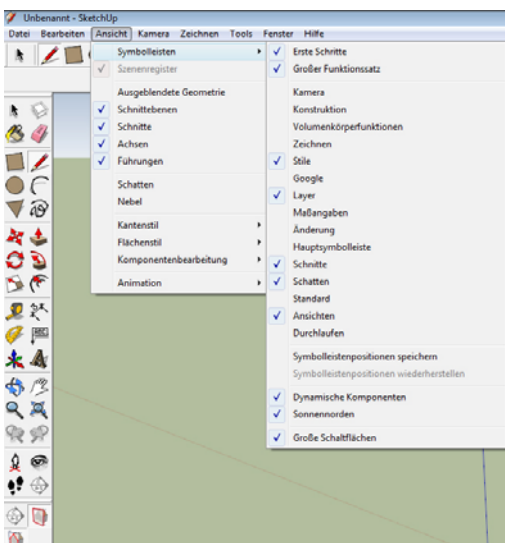 Unbenannt - SketchUp
Datei Bearbeiten Ansicht Kamera Zeichnen Tools Fenster Hilfe
Symbolleisten
Szenenregister
Ausgeblendete Geometrie
Schnittebenen
Schnitte
Achsen
Führungen
Schatten
Nebel
Kantenstil
Flächenstil
Komponentenbearbeitung
Animation
Erste Schritte
Großer Funktionssatz
Kamera
Konstruktion
Volumenkörperfunktionen
Zeichnen
Stile
Google
Layer
Maßangaben
Änderung
Hauptsymbolleiste
Schnitte
Schatten
Standard
Ansichten
Durchlaufen
Symbolleistenpositionen speichern
Symbolleistenpositionen wiederherstellen
Dynamische Komponenten
Sonnennorden
Große Schaltflächen